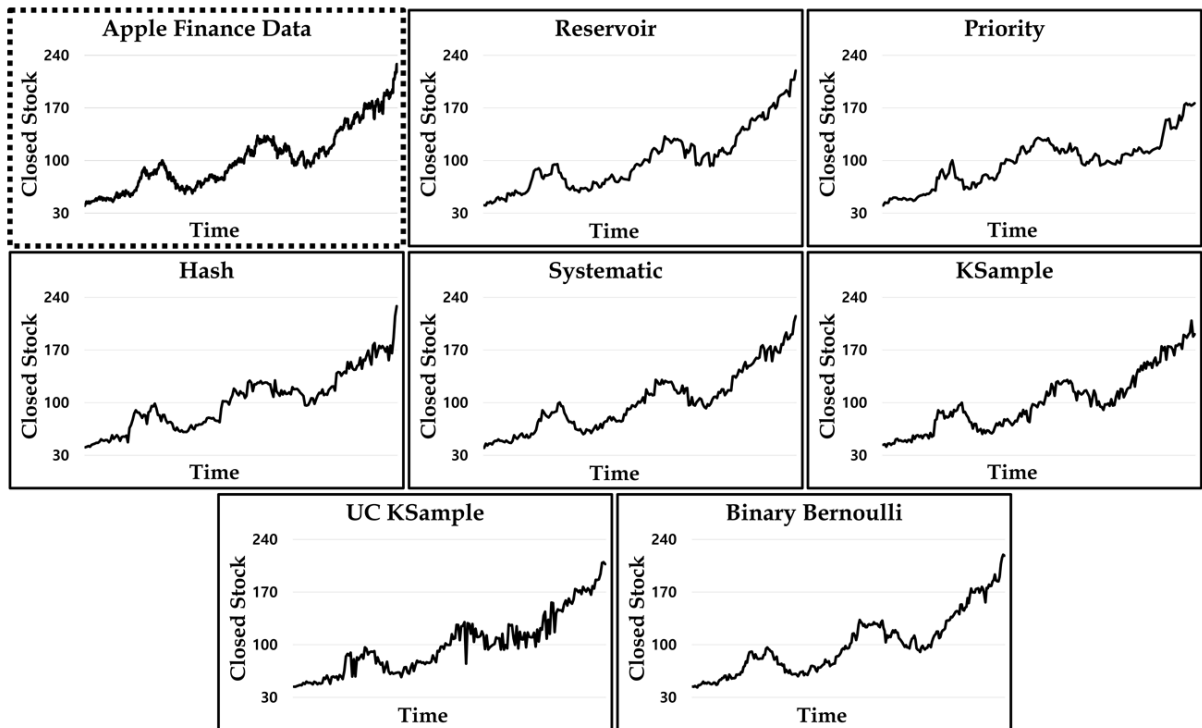 Apple Finance Data
240
170
100
30
Closed Stock
Time
Reservoir
240
170
100
30
Closed Stock
Time
Priority
240
170
100
30
Closed Stock
Time
Hash
240
170
100
30
Closed Stock
Time
Systematic
240
170
100
30
Closed Stock
Time
KSample
240
170
100
30
Closed Stock
Time
UC KSample
240
170
100
30
Closed Stock
Time
Binary Bernoulli
240
170
100
30
Closed Stock
Time